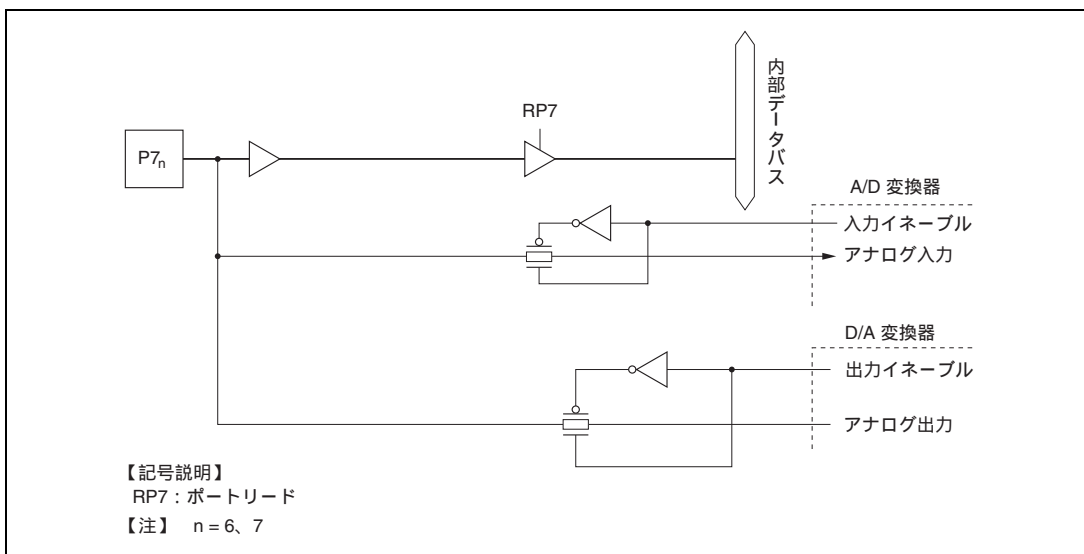 RP7
P7n
内部データバス
A/D 変換器
入力イネーブル
アナログ入力
D/A 変換器
出力イネーブル
アナログ出力
【記号説明】
RP7：ポートリード
【注】 n = 6、7